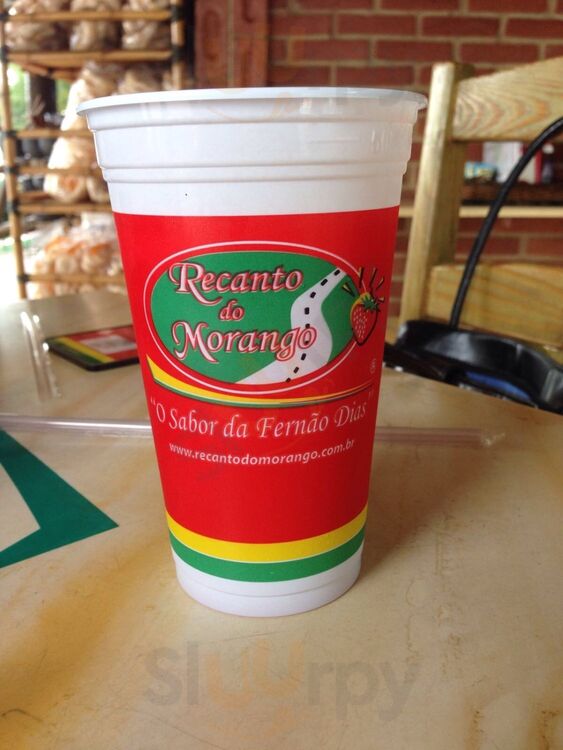 Recanto
do
Morango
®
"O Sabor da Fernão Dias"
www.recantodomorango.com.br
Sluurpy